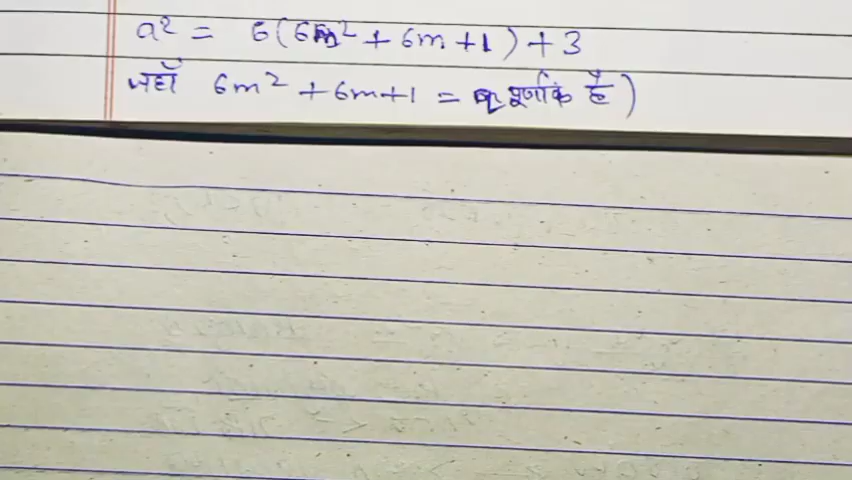 a² = 6(6m² + 6m + 1) + 3
जहाँ 6m² + 6m + 1 = पूर्णांक है)